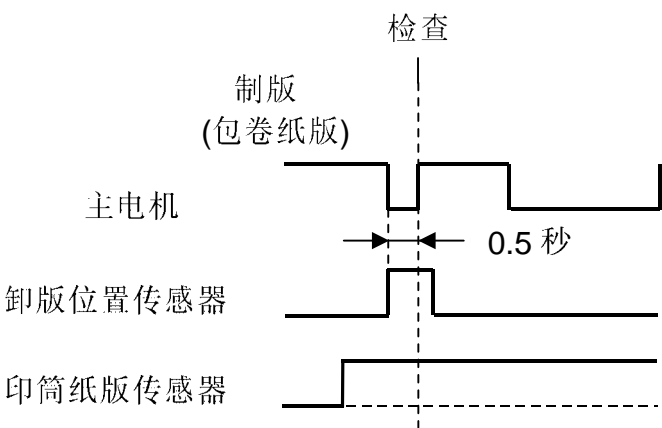 检查
制版
(包卷纸版)
主电机
0.5 秒
卸版位置传感器
印筒纸版传感器